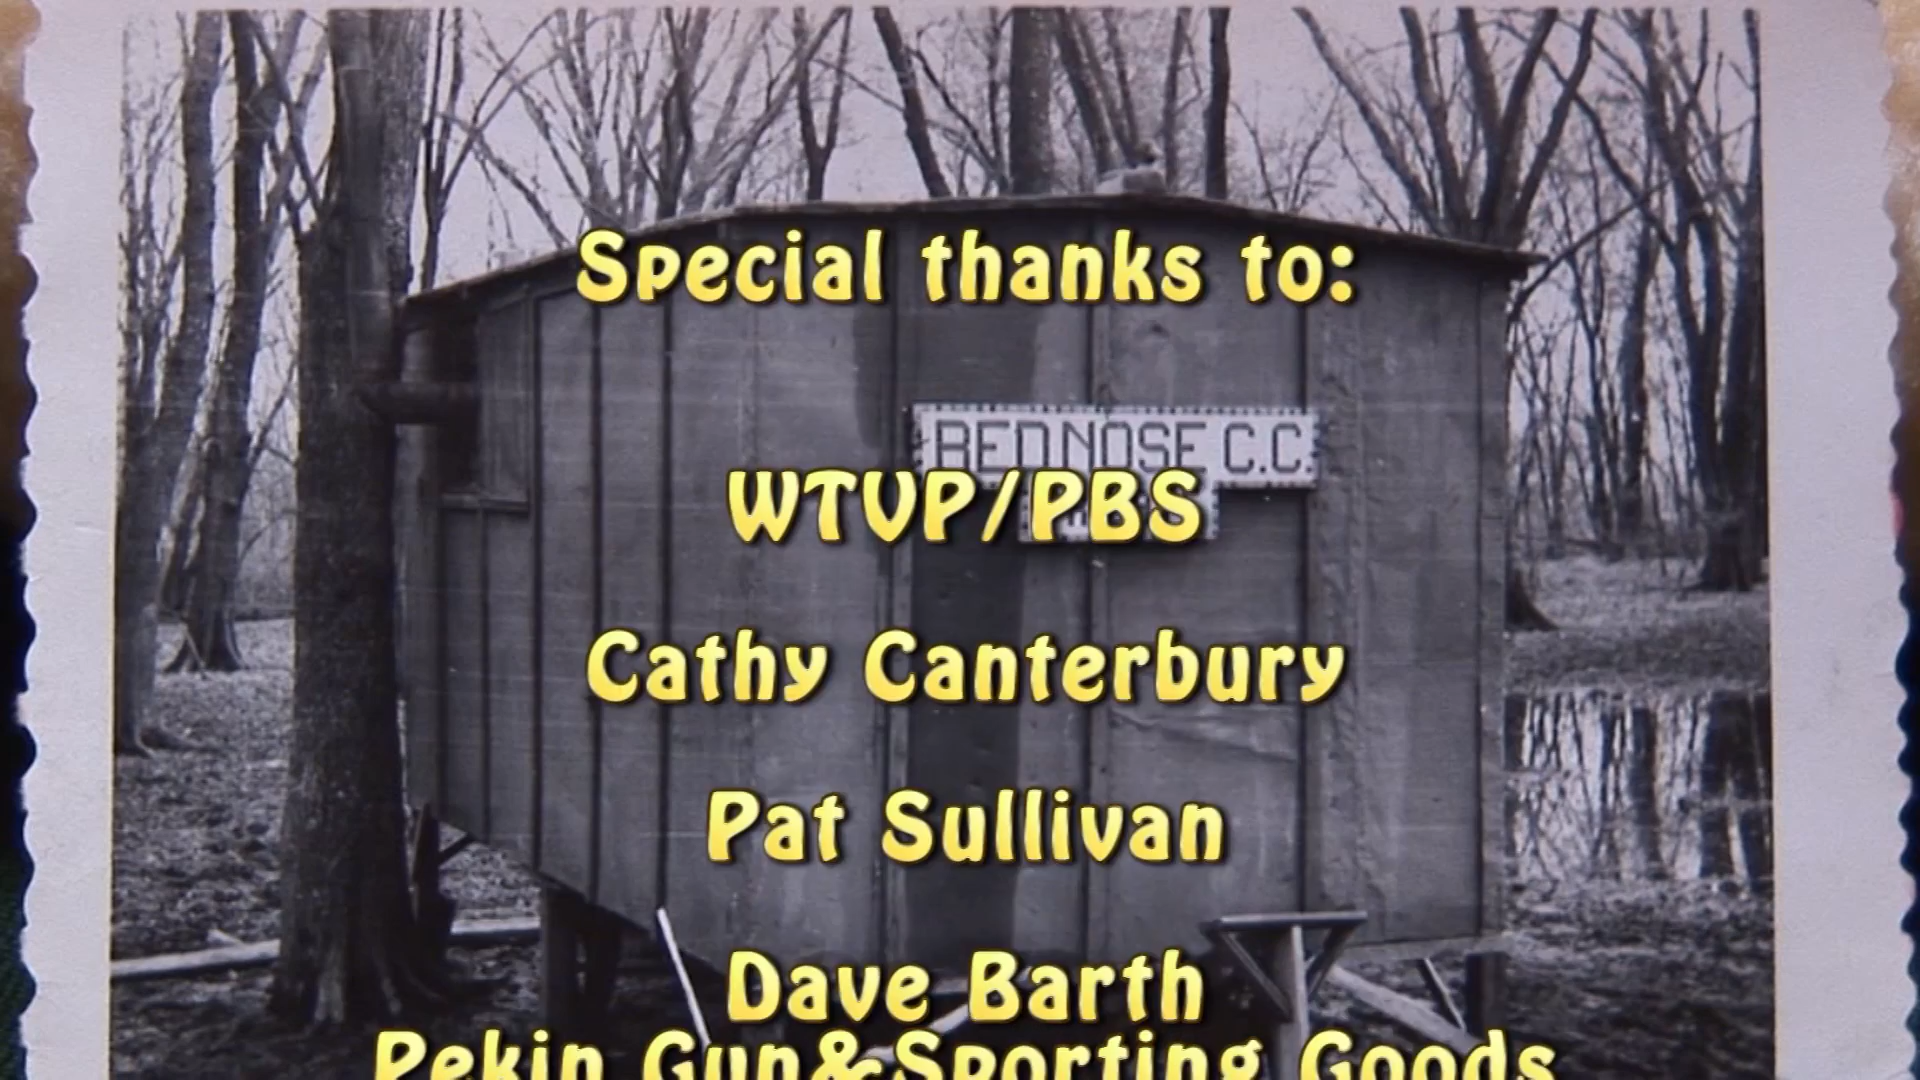 Special thanks to:
RED NOSE C.C.
WTVP/PBS
Cathy Canterbury
Pat Sullivan
Dave Barth
Pekin Gun&Sporting Goods